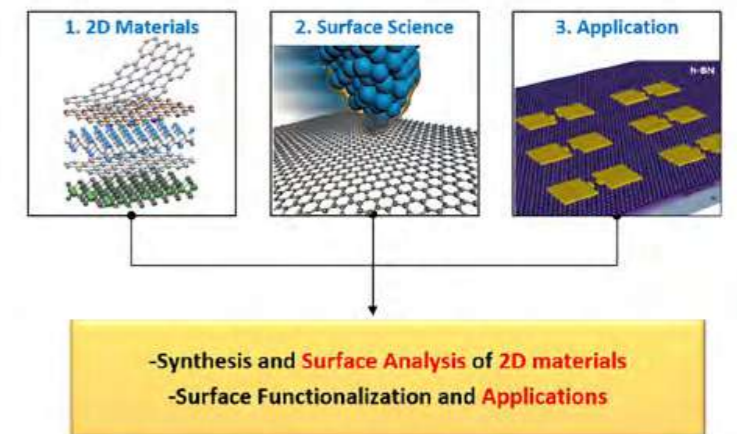 1. 2D Materials
2. Surface Science
3. Application
h-BN
-Synthesis and Surface Analysis of 2D materials
-Surface Functionalization and Applications